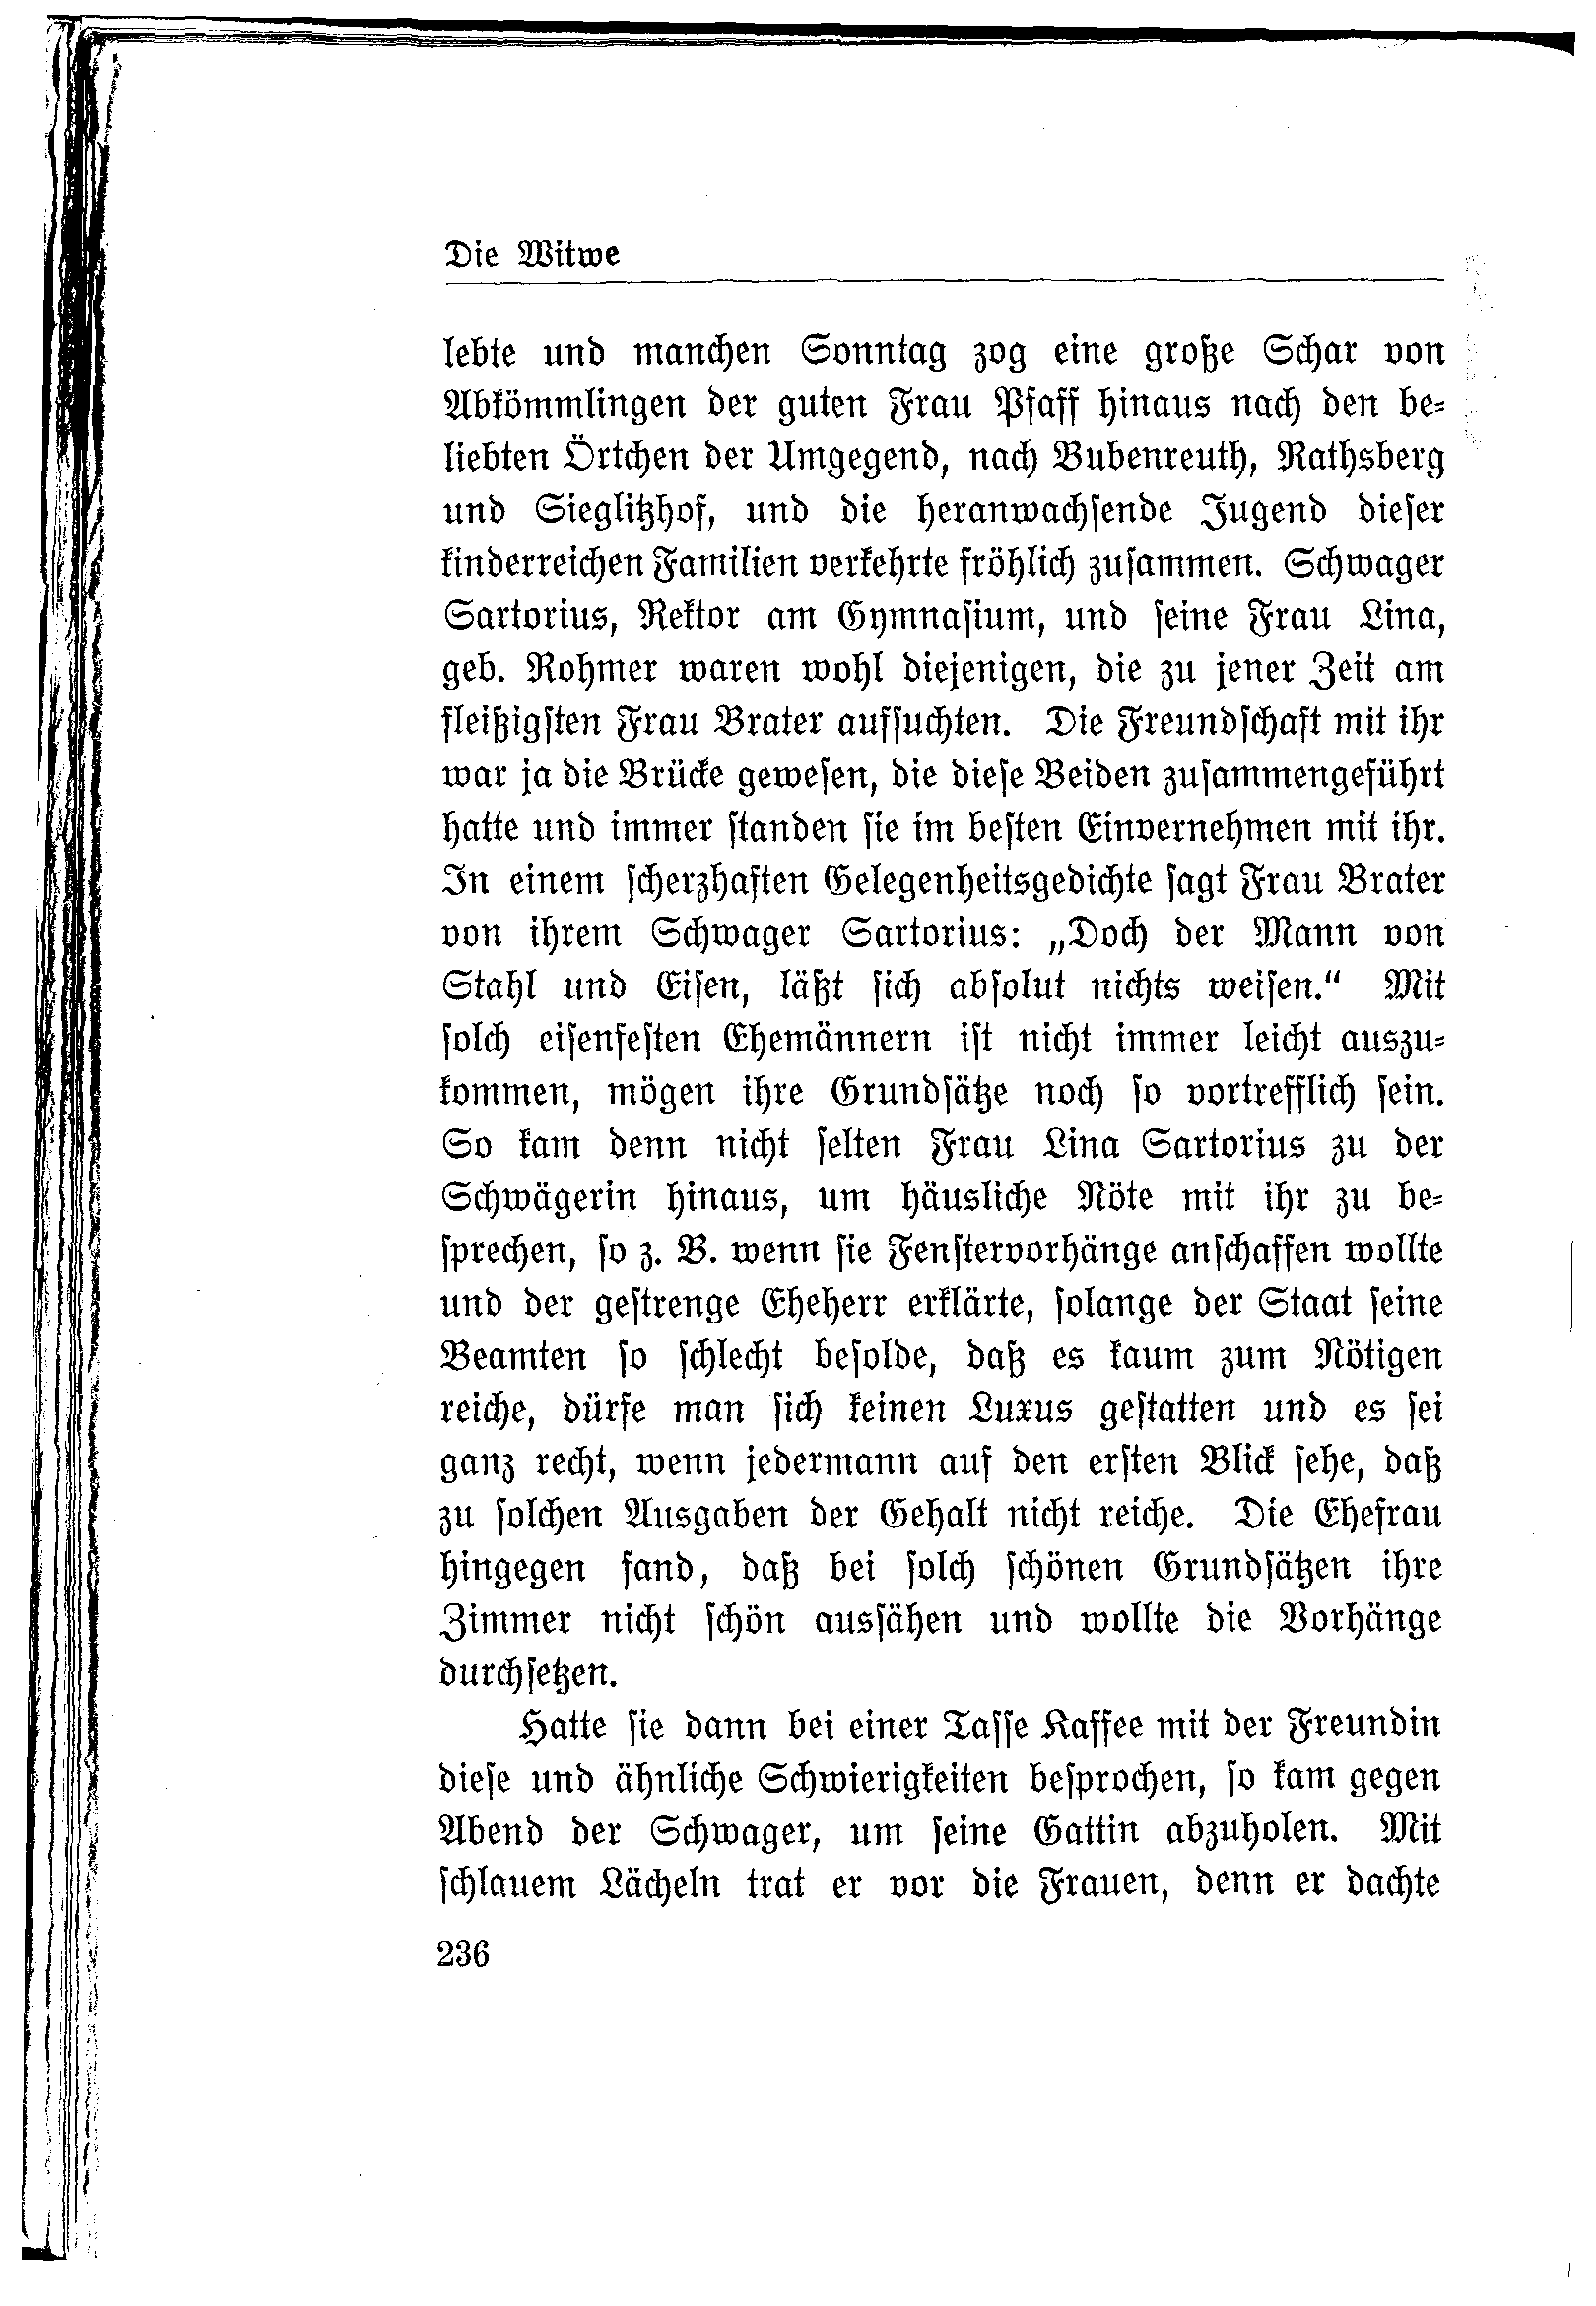 Die Witwe
lebte und manchen Sonntag zog eine große Schar von
Abkömmlingen der guten Frau Pfaff hinaus nach den be-
liebten Örtchen der Umgegend, nach Bubenreuth, Rathsberg
und Sieglitzhof, und die heranwachsende Jugend dieser
kinderreichen Familien verkehrte fröhlich zusammen. Schwager
Sartorius, Rektor am Gymnasium, und seine Frau Lina,
geb. Rohmer waren wohl diejenigen, die zu jener Zeit am
fleißigsten Frau Brater aufsuchten. Die Freundschaft mit ihr
war ja die Brücke gewesen, die diese Beiden zusammengeführt
hatte und immer standen sie im besten Einvernehmen mit ihr.
In einem scherzhaften Gelegenheitsgedichte sagt Frau Brater
von ihrem Schwager Sartorius: „Doch der Mann von
Stahl und Eisen, läßt sich absolut nichts weisen.“ Mit
solch eisenfesten Ehemännern ist nicht immer leicht auszu-
kommen, mögen ihre Grundsätze noch so vortrefflich sein.
So kam denn nicht selten Frau Lina Sartorius zu der
Schwägerin hinaus, um häusliche Nöte mit ihr zu be-
sprechen, so z. B. wenn sie Fenstervorhänge anschaffen wollte
und der gestrenge Eheherr erklärte, solange der Staat seine
Beamten so schlecht besolde, daß es kaum zum Nötigen
reiche, dürfe man sich keinen Luxus gestatten und es sei
ganz recht, wenn jedermann auf den ersten Blick sehe, daß
zu solchen Ausgaben der Gehalt nicht reiche. Die Ehefrau
hingegen fand, daß bei solch schönen Grundsätzen ihre
Zimmer nicht schön aussähen und wollte die Vorhänge
durchsetzen.
Hatte sie dann bei einer Tasse Kaffee mit der Freundin
diese und ähnliche Schwierigkeiten besprochen, so kam gegen
Abend der Schwager, um seine Gattin abzuholen. Mit
schlauem Lächeln trat er vor die Frauen, denn er dachte
236